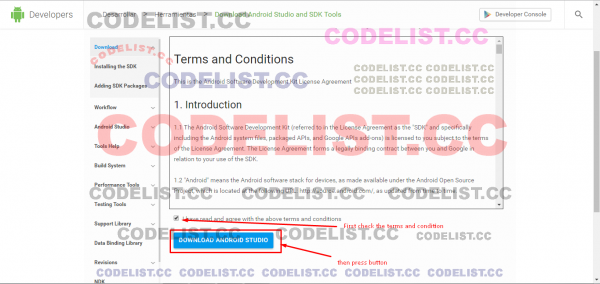 Developers
Desarrollar > Herramientas > Download Android Studio and SDK Tools
Developer Console
CODELIST.CC
Download
Installing the SDK
Adding SDK Packages
Workflow
Android Studio
Tools Help
Build System
Performance Tools
Testing Tools
Support Library
Data Binding Library
Revisions
NDK
CODELIST.CC
CODELIST.CC
CODELIST.CC
Terms and Conditions
This is the Android Software Development Kit License Agreement
1. Introduction
1.1 The Android Software Development Kit (referred to in the License Agreement as the "SDK" and specifically
including the Android system files, packaged APIs, and Google APIs add-ons) is licensed to you subject to the terms
of the License Agreement. The License Agreement forms a legally binding contract between you and Google in
relation to your use of the SDK.
1.2 "Android" means the Android software stack for devices, as made available under the Android Open Source
Project, which is located at the following URL: http://source.android.com/, as updated from time to time.
CODELIST.CC
CODELIST.CC
CODELIST.CC
I have read and agree with the above terms and conditions
First check the terms and condition
DOWNLOAD ANDROID STUDIO
then press button
CODELIST.CC
CODELIST.CC
CODELIST.CC
CODELIST.CC
CODELIST.CC